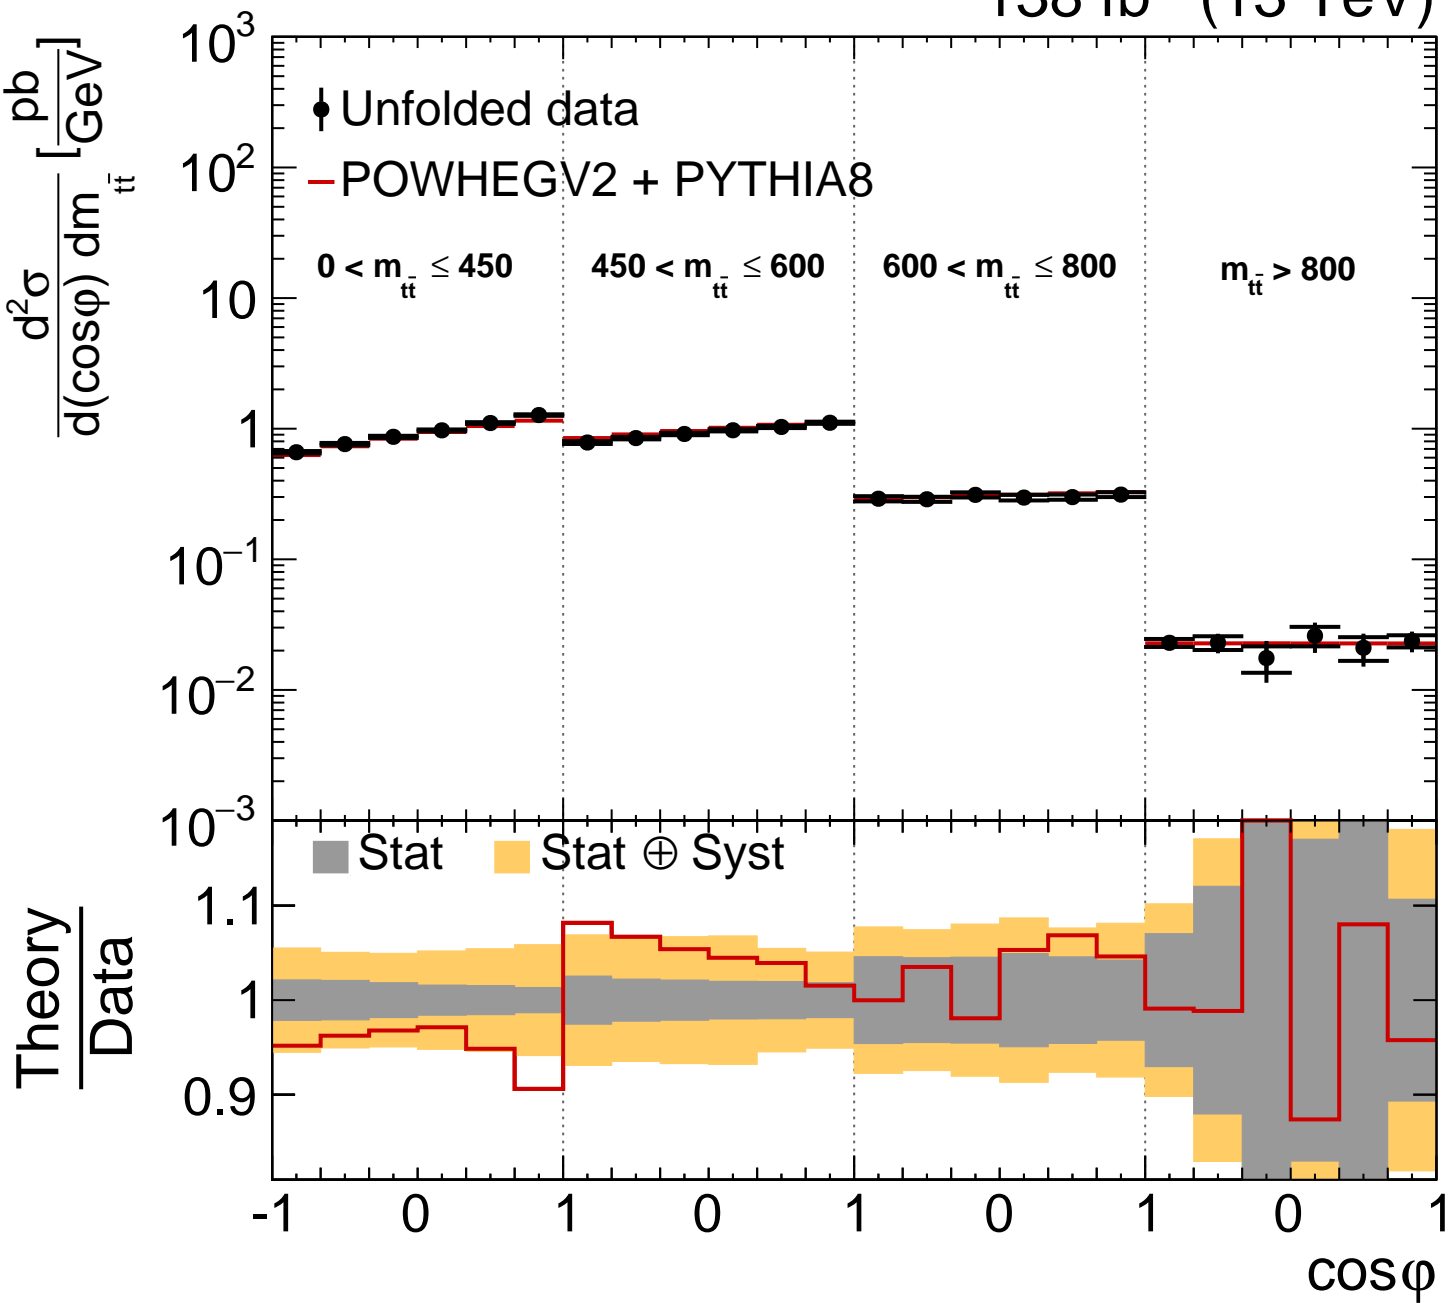 (13 TeV)
10³
10²
10
1
10⁻¹
10⁻²
10⁻³
d²σ
d(cosφ) dm_tt̄
[pb
GeV]
Unfolded data
POWHEGV2 + PYTHIA8
0 < m_tt̄ ≤ 450
450 < m_tt̄ ≤ 600
600 < m_tt̄ ≤ 800
m_tt̄ > 800
Stat
Stat ⊕ Syst
Theory
Data
1.1
1
0.9
-1 0 1 0 1 0 1 0 1
cosφ